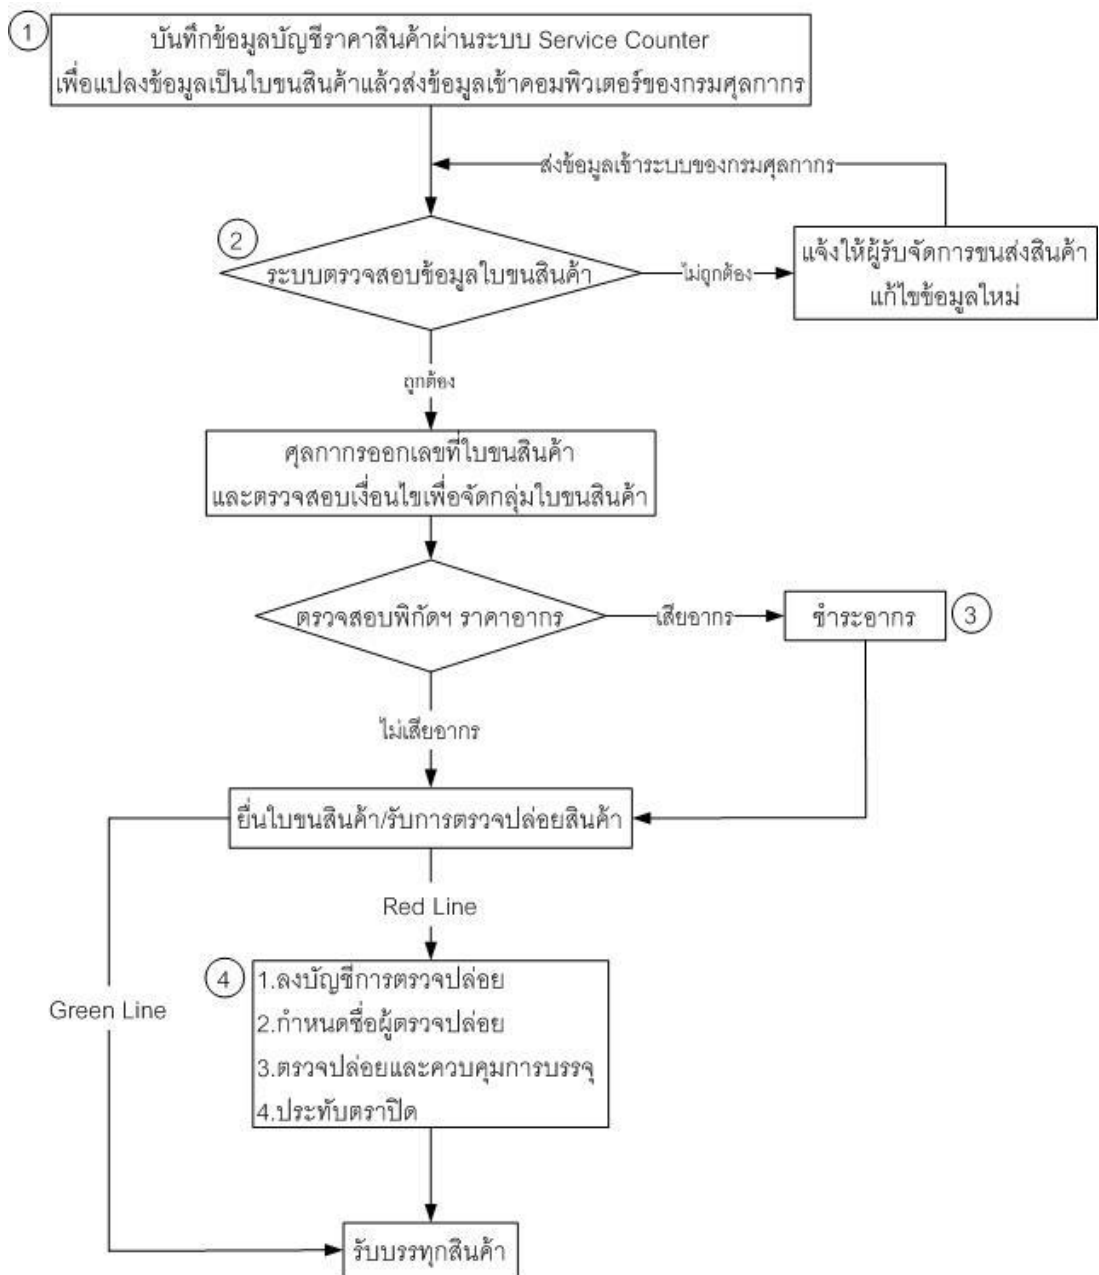 1
บันทึกข้อมูลบัญชีราคาสินค้าผ่านระบบ Service Counter
เพื่อแปลงข้อมูลเป็นใบขนสินค้าแล้วส่งข้อมูลเข้าคอมพิวเตอร์ของกรมศุลกากร
ส่งข้อมูลเข้าระบบของกรมศุลกากร
2
ระบบตรวจสอบข้อมูลใบขนสินค้า
ไม่ถูกต้อง
แจ้งให้ผู้รับจัดการขนส่งสินค้า
แก้ไขข้อมูลใหม่
ถูกต้อง
ศุลกากรออกเลขที่ใบขนสินค้า
และตรวจสอบเงื่อนไขเพื่อจัดกลุ่มใบขนสินค้า
ตรวจสอบพิกัดฯ ราคาอากร
เสียอากร
ชำระอากร
3
ไม่เสียอากร
ยื่นใบขนสินค้า/รับการตรวจปล่อยสินค้า
Red Line
4
1.ลงบัญชีการตรวจปล่อย
2.กำหนดชื่อผู้ตรวจปล่อย
3.ตรวจปล่อยและควบคุมการบรรจุ
4.ประทับตราปิด
Green Line
รับบรรทุกสินค้า